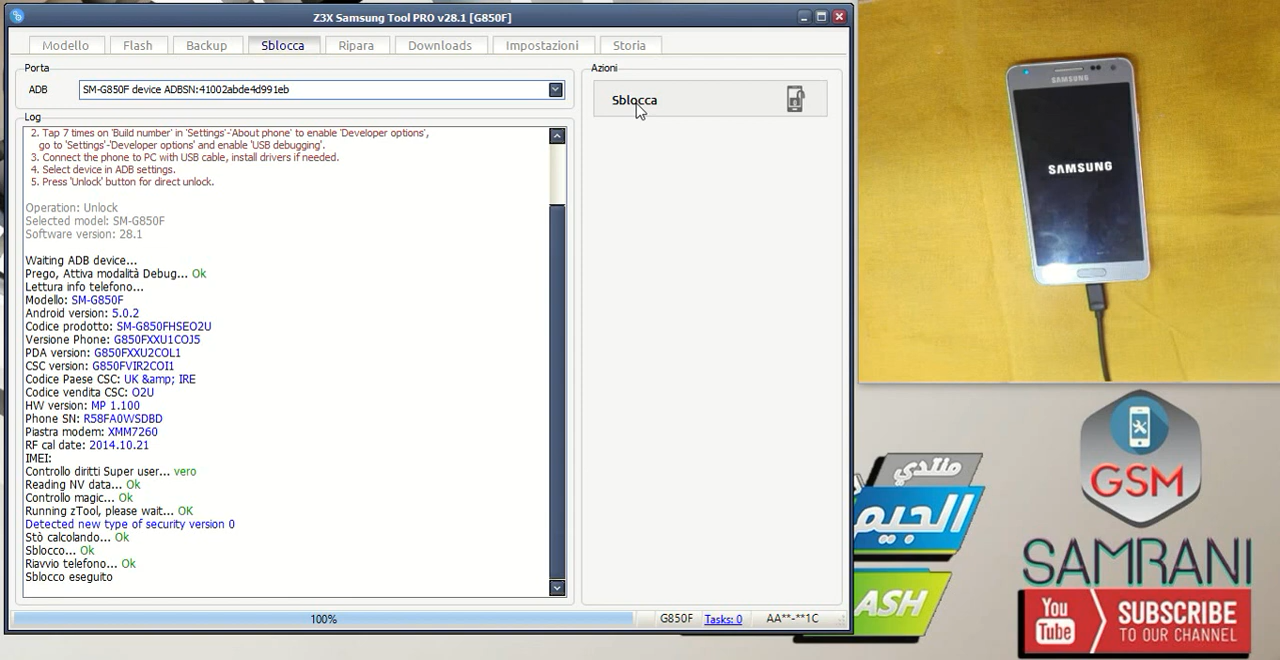 Z3X Samsung Tool PRO v28.1 [G850F]
Modello
Flash
Backup
Sblocca
Ripara
Downloads
Impostazioni
Storia
Porta
ADB
SM-G850F device ADBSN:41002abde4d991eb
Log
2. Tap 7 times on 'Build number' in 'Settings'-'About phone' to enable 'Developer options',
go to 'Settings'-'Developer options' and enable 'USB debugging'.
3. Connect the phone to PC with USB cable, install drivers if needed.
4. Select device in ADB settings.
5. Press 'Unlock' button for direct unlock.
Operation: Unlock
Selected model: SM-G850F
Software version: 28.1
Waiting ADB device...
Prego, Attiva modalità Debug... Ok
Lettura info telefono...
Modello: SM-G850F
Android version: 5.0.2
Codice prodotto: SM-G850FHSEO2U
Versione Phone: G850FXXU1COJ5
PDA version: G850FXXU2COL1
CSC version: G850FVIR2COI1
Codice Paese CSC: UK &amp; IRE
Codice vendita CSC: O2U
HW version: MP 1.100
Phone SN: R58FA0WSDBD
Piastra modem: XMM7260
RF cal date: 2014.10.21
IMEI:
Controllo diritti Super user... vero
Reading NV data... Ok
Controllo magic... Ok
Running zTool, please wait... OK
Detected new type of security version 0
Stò calcolando... Ok
Sblocco... Ok
Riavvio telefono... Ok
Sblocco eseguito
100%
G850F
Tasks: 0
AA**-**1C
Azioni
Sblocca
SAMSUNG
SAMSUNG
منتدي
الجيم
ASH
GSM
SAMRANI
You
Tube
SUBSCRIBE
TO OUR CHANNEL